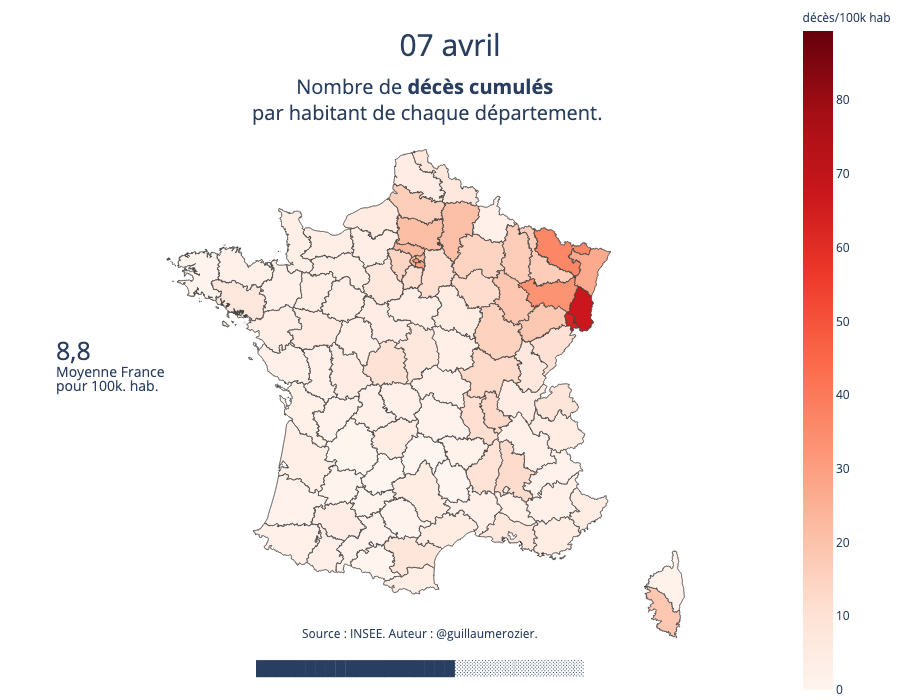 décès/100k hab
07 avril
Nombre de décès cumulés
par habitant de chaque département.
80
70
60
50
40
30
20
10
0
8,8
Moyenne France
pour 100k. hab.
Source : INSEE. Auteur : @guillaumerozier.